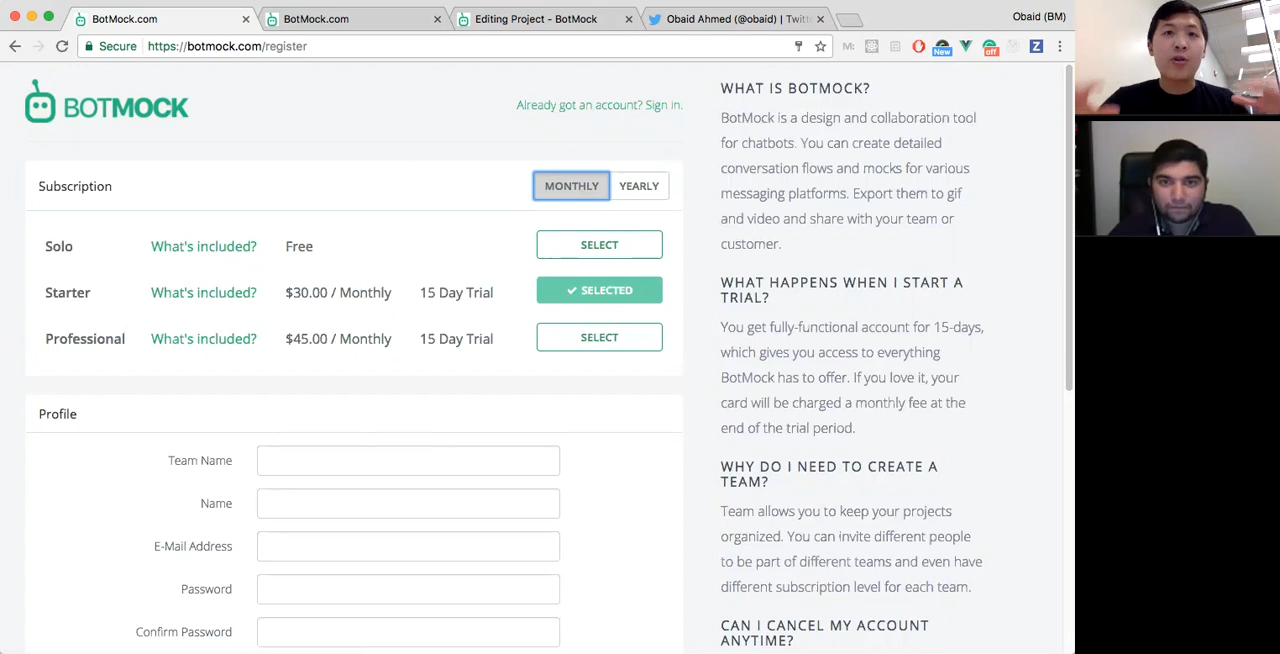 BotMock.com
BotMock.com
Editing Project - BotMock
Obaid Ahmed (@obaid) | Twitt
Obaid (BM)
Secure
https://botmock.com/register
M:
New
off
Z
BOTMOCK
Already got an account? Sign in.
Subscription
MONTHLY
YEARLY
Solo
What's included?
Free
SELECT
Starter
What's included?
$30.00 / Monthly
15 Day Trial
SELECTED
Professional
What's included?
$45.00 / Monthly
15 Day Trial
SELECT
Profile
Team Name
Name
E-Mail Address
Password
Confirm Password
WHAT IS BOTMOCK?
BotMock is a design and collaboration tool
for chatbots. You can create detailed
conversation flows and mocks for various
messaging platforms. Export them to gif
and video and share with your team or
customer.
WHAT HAPPENS WHEN I START A
TRIAL?
You get fully-functional account for 15-days,
which gives you access to everything
BotMock has to offer. If you love it, your
card will be charged a monthly fee at the
end of the trial period.
WHY DO I NEED TO CREATE A
TEAM?
Team allows you to keep your projects
organized. You can invite different people
to be part of different teams and even have
different subscription level for each team.
CAN I CANCEL MY ACCOUNT
ANYTIME?